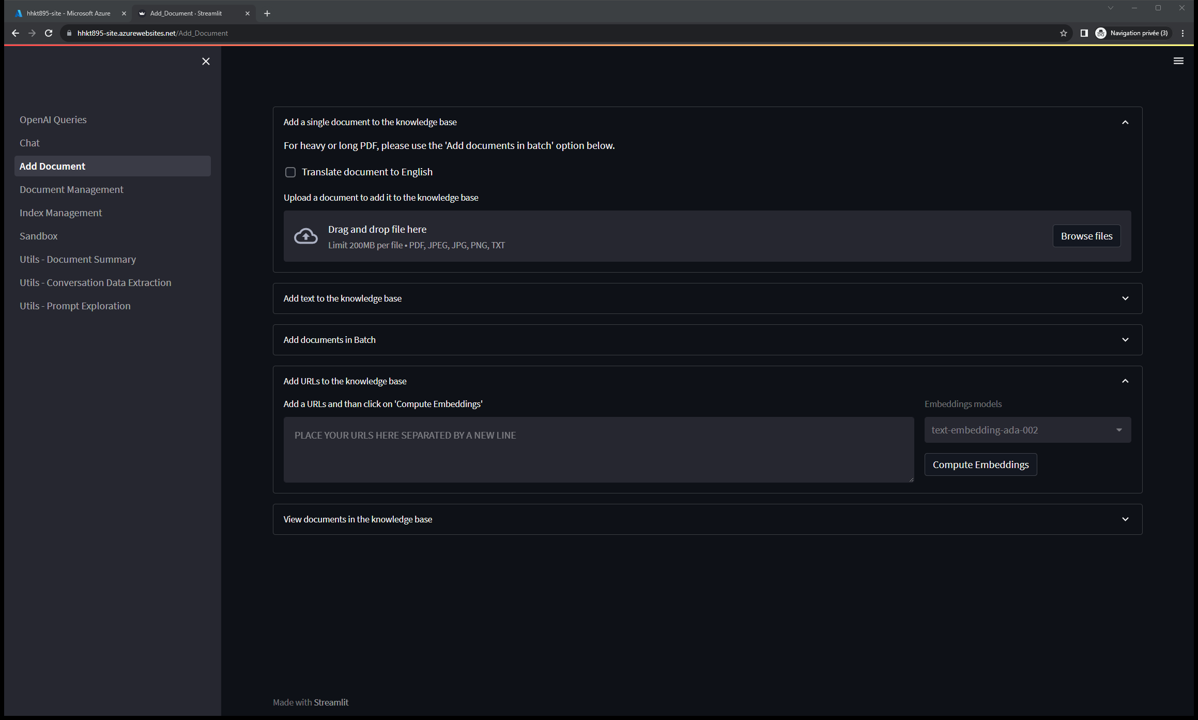 hhkt895-site - Microsoft Azure
Add_Document - Streamlit
hhkt895-site.azurewebsites.net/Add_Document
Navigation privée (3)
OpenAI Queries
Chat
Add Document
Document Management
Index Management
Sandbox
Utils - Document Summary
Utils - Conversation Data Extraction
Utils - Prompt Exploration
Add a single document to the knowledge base
For heavy or long PDF, please use the 'Add documents in batch' option below.
Translate document to English
Upload a document to add it to the knowledge base
Drag and drop file here
Limit 200MB per file • PDF, JPEG, JPG, PNG, TXT
Browse files
Add text to the knowledge base
Add documents in Batch
Add URLs to the knowledge base
Add a URLs and than click on 'Compute Embeddings'
PLACE YOUR URLS HERE SEPARATED BY A NEW LINE
Embeddings models
text-embedding-ada-002
Compute Embeddings
View documents in the knowledge base
Made with Streamlit